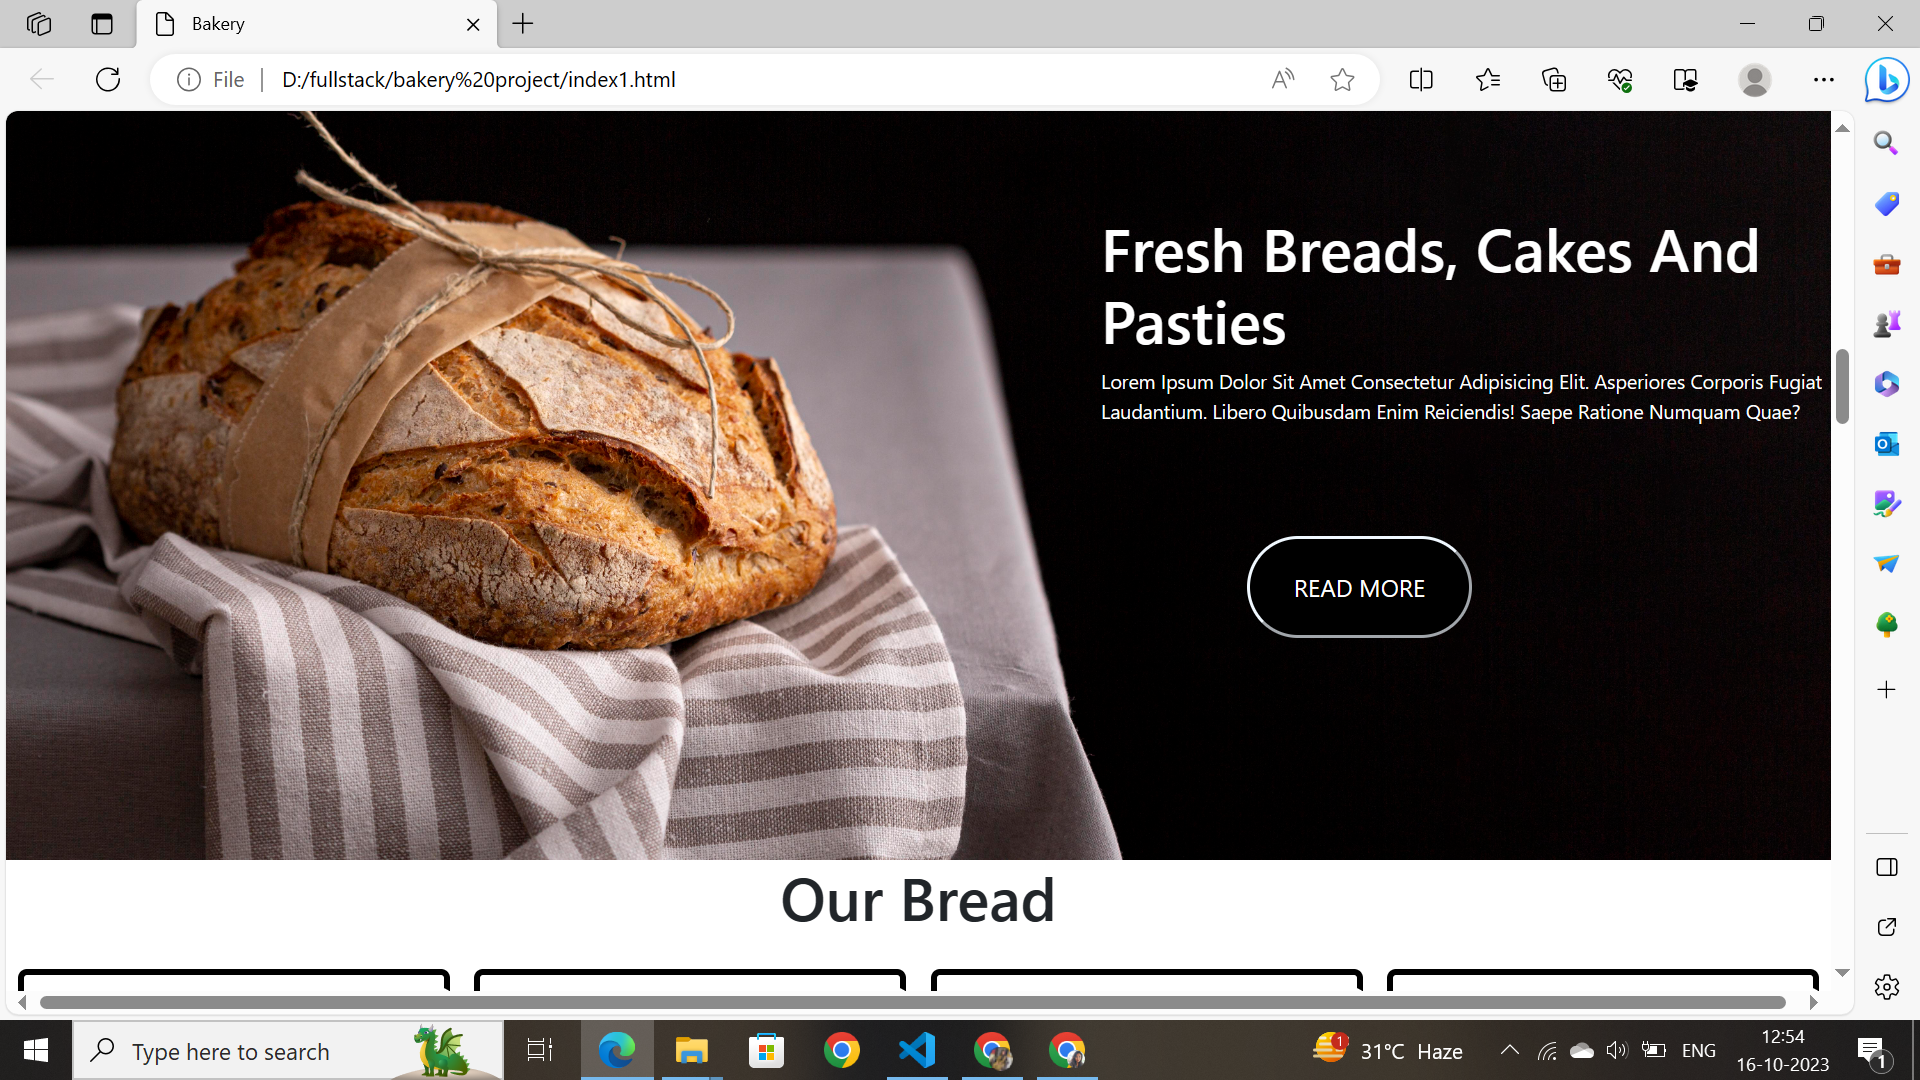 Bakery
File
D:/fullstack/bakery%20project/index1.html
Fresh Breads, Cakes And
Pasties
Lorem Ipsum Dolor Sit Amet Consectetur Adipisicing Elit. Asperiores Corporis Fugiat
Laudantium. Libero Quibusdam Enim Reiciendis! Saepe Ratione Numquam Quae?
READ MORE
Our Bread
Type here to search
1
31°C Haze
ENG
12:54
16-10-2023
1